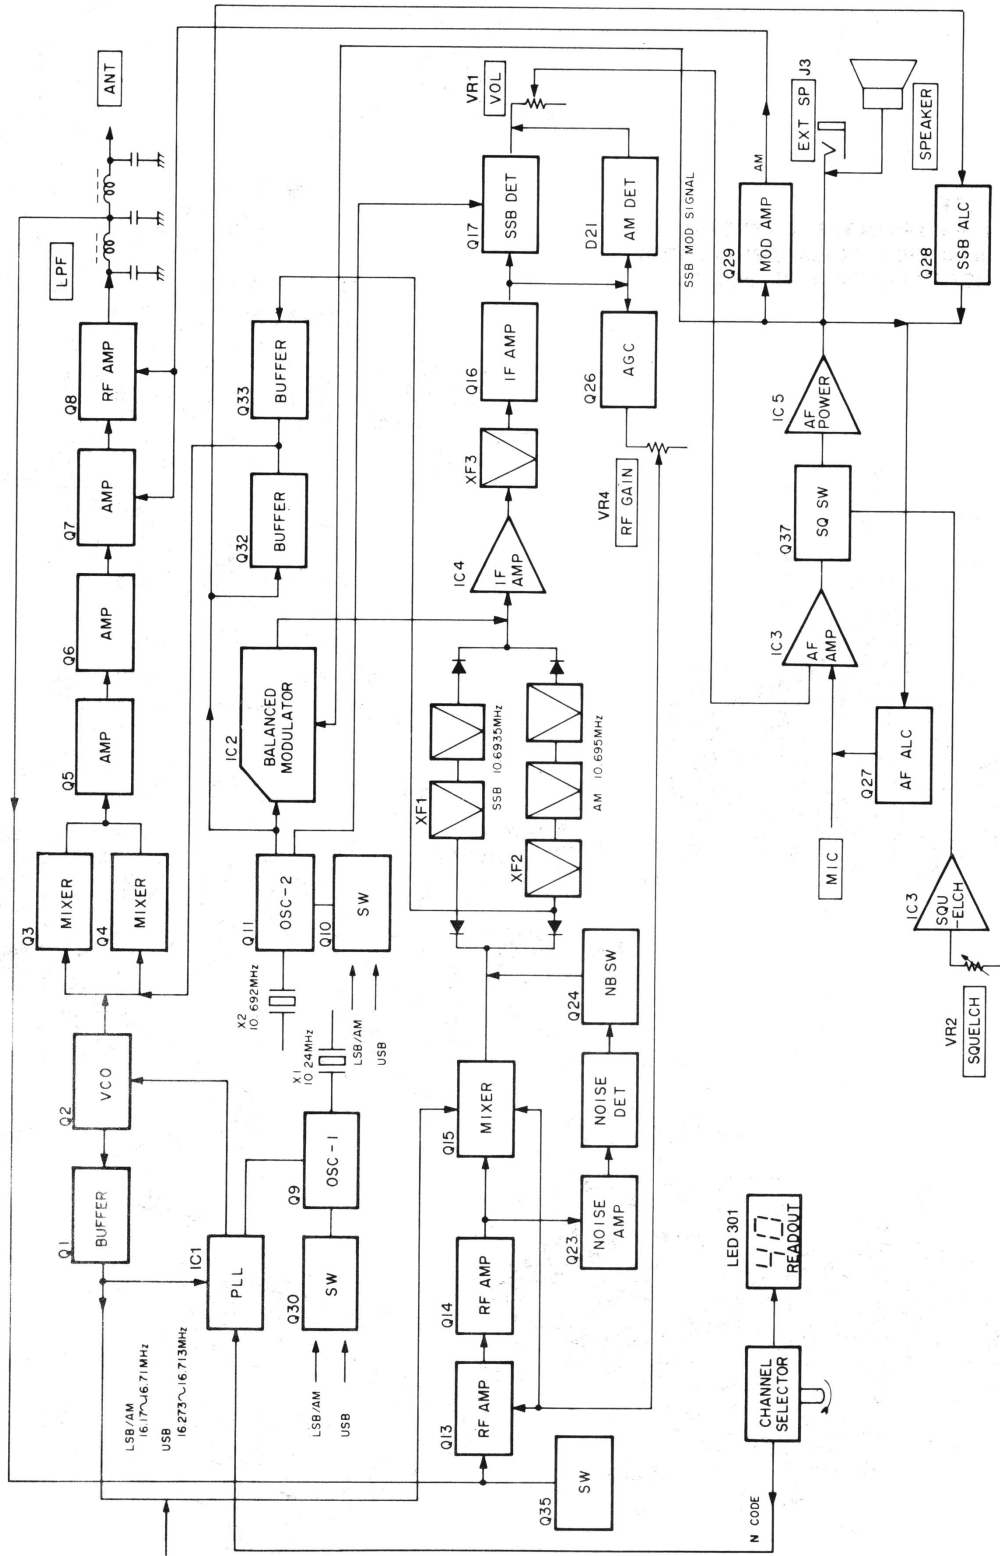 ANT
LPF
Q8
RF AMP
Q7
AMP
Q6
AMP
Q5
AMP
Q3
MIXER
Q4
MIXER
Q2
VCO
Q1
BUFFER
LSB/AM
16.17~16.71MHz
USB
16.273~16.713MHz
IC1
PLL
Q33
BUFFER
Q32
BUFFER
IC2
BALANCED
MODULATOR
Q11
OSC-2
Q10
SW
X2
10.692MHz
LSB/AM
USB
X1
10.24MHz
Q9
OSC-1
Q30
SW
LSB/AM
USB
VR1
VOL
Q17
SSB DET
D21
AM DET
Q16
IF AMP
Q26
AGC
XF3
VR4
RF GAIN
IC4
IF
AMP
XF1
SSB 10.6935MHz
AM 10.695MHz
XF2
Q15
MIXER
Q24
NB SW
NOISE
DET
Q23
NOISE
AMP
Q14
RF AMP
Q13
RF AMP
Q35
SW
SSB MOD SIGNAL
Q29
MOD AMP
AM
EXT SP J3
SPEAKER
Q28
SSB ALC
IC5
AF
POWER
Q37
SQ SW
IC3
AF
AMP
Q27
AF ALC
MIC
IC3
SQU
-ELCH
VR2
SQUELCH
LED 301
40
READOUT
CHANNEL
SELECTOR
N CODE